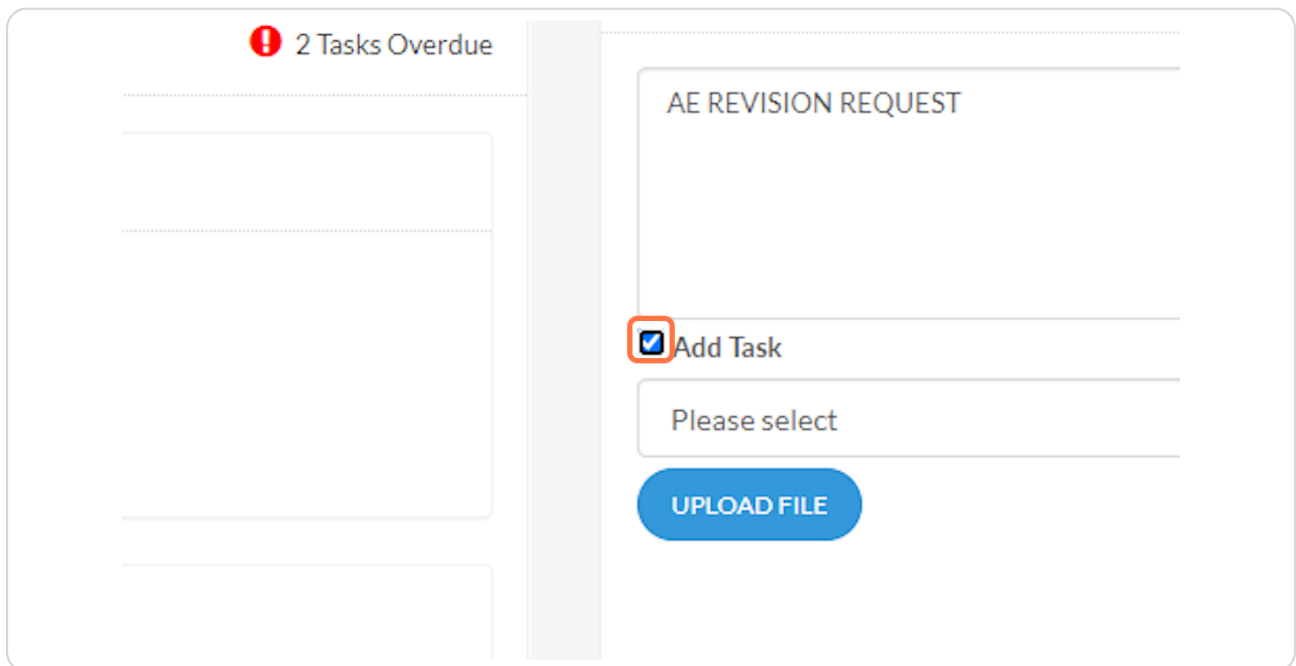 2 Tasks Overdue
AE REVISION REQUEST
Add Task
Please select
UPLOAD FILE